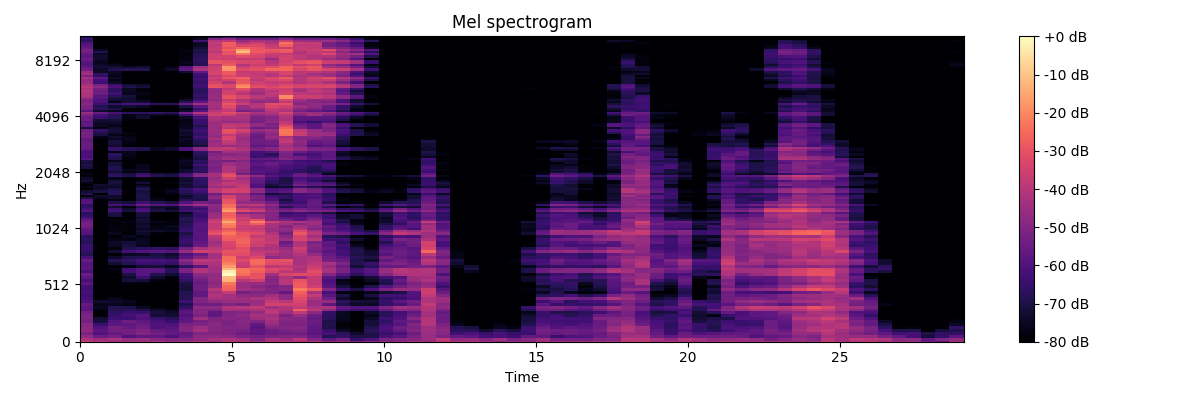 Mel spectrogram
8192
4096
2048
1024
512
0
Hz
0 5 10 15 20 25
Time
+0 dB
-10 dB
-20 dB
-30 dB
-40 dB
-50 dB
-60 dB
-70 dB
-80 dB